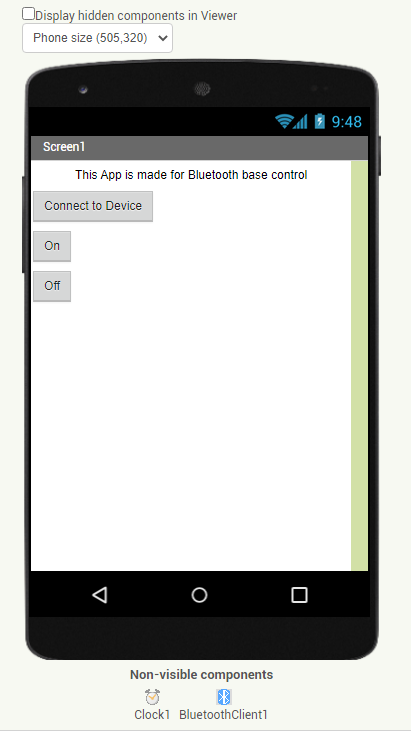 Display hidden components in Viewer
Phone size (505,320)
9:48
Screen1
This App is made for Bluetooth base control
Connect to Device
On
Off
Non-visible components
Clock1 BluetoothClient1